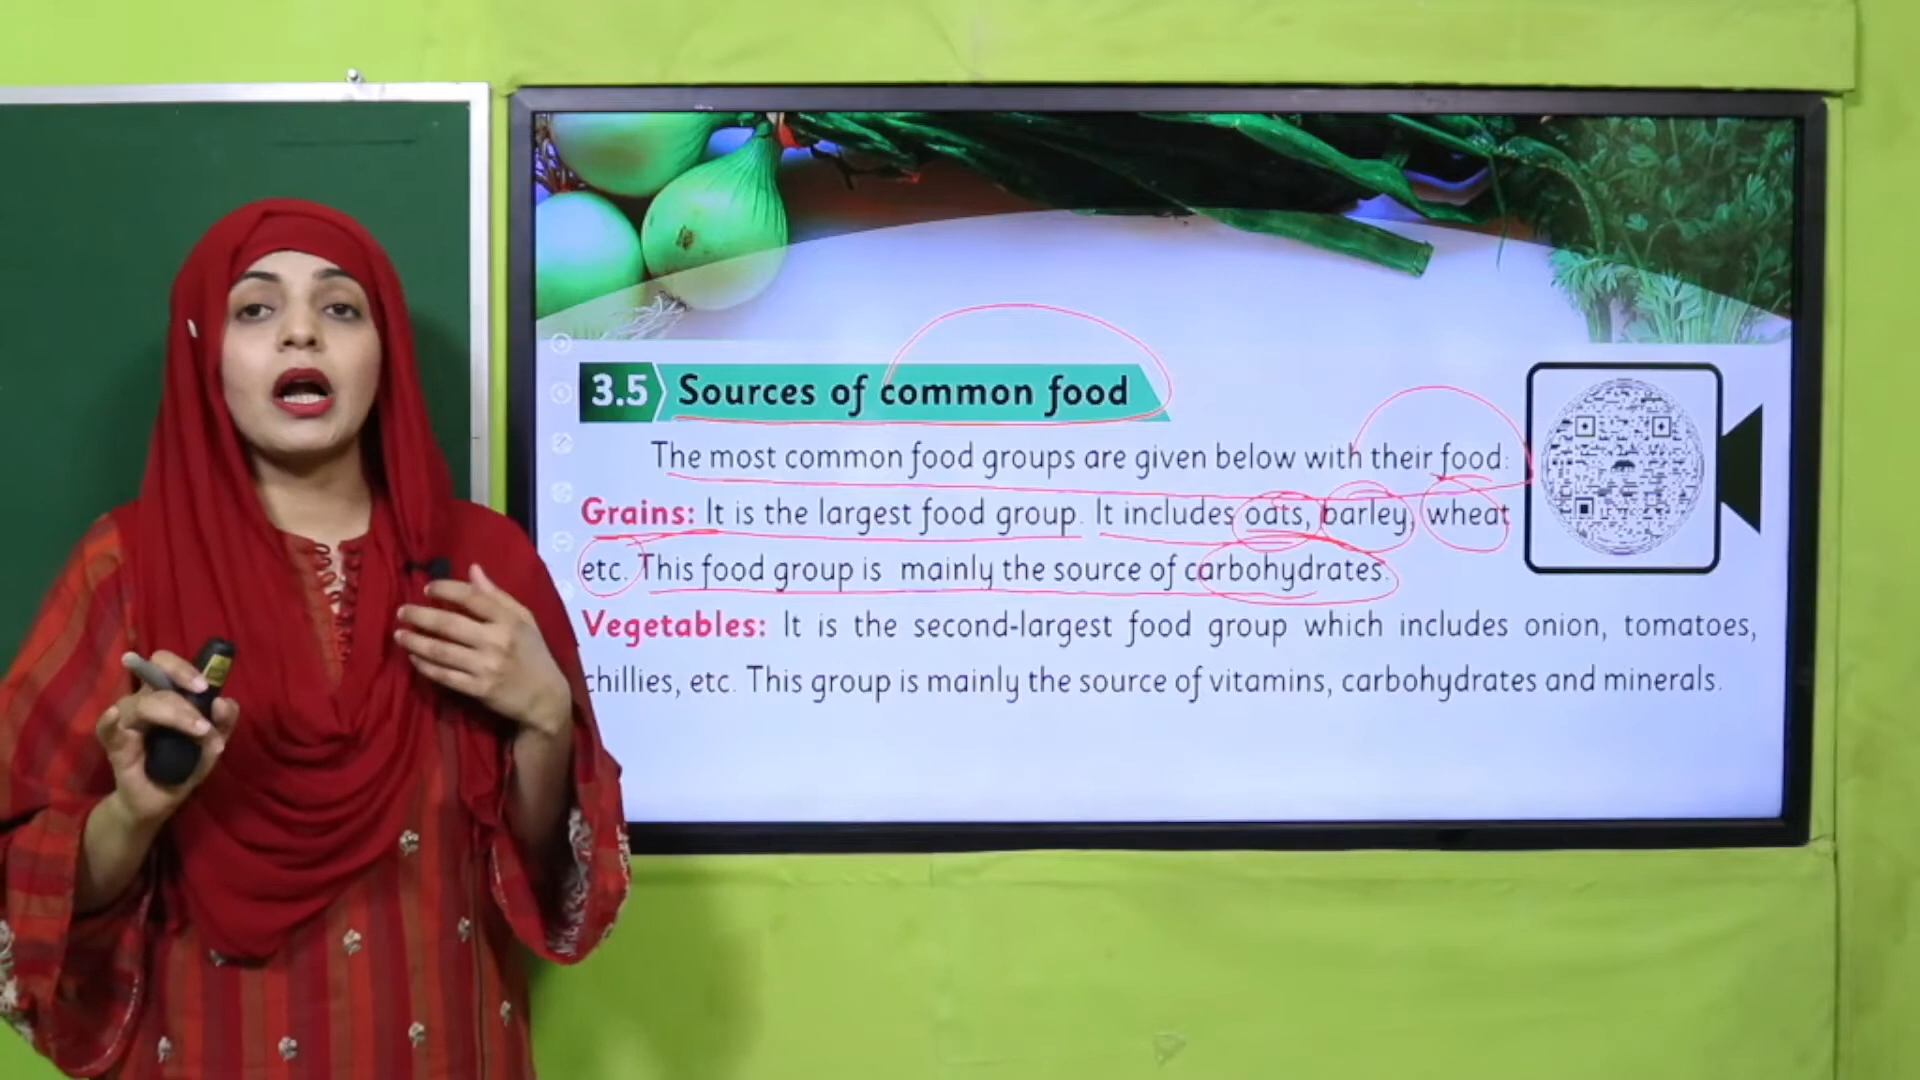 3.5 Sources of common food
The most common food groups are given below with their food:
Grains: It is the largest food group. It includes oats, barley, wheat
etc. This food group is mainly the source of carbohydrates.
Vegetables: It is the second-largest food group which includes onion, tomatoes,
chillies, etc. This group is mainly the source of vitamins, carbohydrates and minerals.